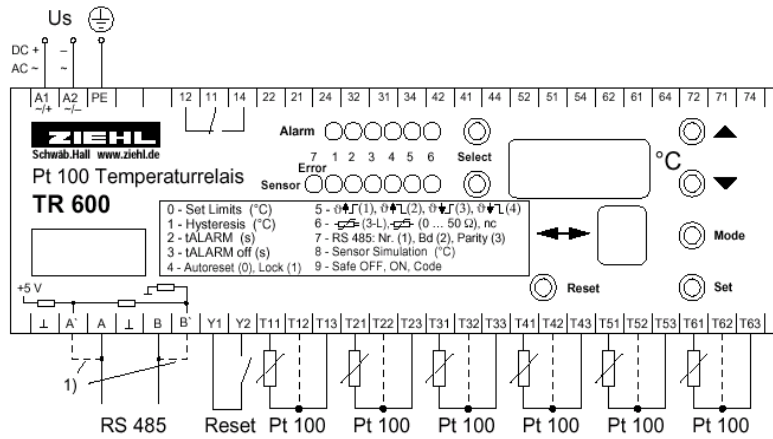 Us
DC + –
AC ~ ~
A1 A2 PE 12 11 14 22 21 24 32 31 34 42 41 44 52 51 54 62 61 64 72 71 74
~/+ ~/–
ZIEHL
Schwäb.Hall www.ziehl.de
Pt 100 Temperaturrelais
TR 600
Alarm
7 1 2 3 4 5 6
Error
Sensor
Select
°C
Mode
Reset
Set
0 - Set Limits (°C)
1 - Hysteresis (°C)
2 - tALARM (s)
3 - tALARM off (s)
4 - Autoreset (0), Lock (1)
5 - ϑ (1), ϑ (2), ϑ (3), ϑ (4)
6 - (3-L), (0 ... 50 Ω), nc
7 - RS 485: Nr. (1), Bd (2), Parity (3)
8 - Sensor Simulation (°C)
9 - Safe OFF, ON, Code
+5 V
⊥ A` A ⊥ B B` Y1 Y2 T11 T12 T13 T21 T22 T23 T31 T32 T33 T41 T42 T43 T51 T52 T53 T61 T62 T63
1)
RS 485 Reset Pt 100 Pt 100 Pt 100 Pt 100 Pt 100 Pt 100